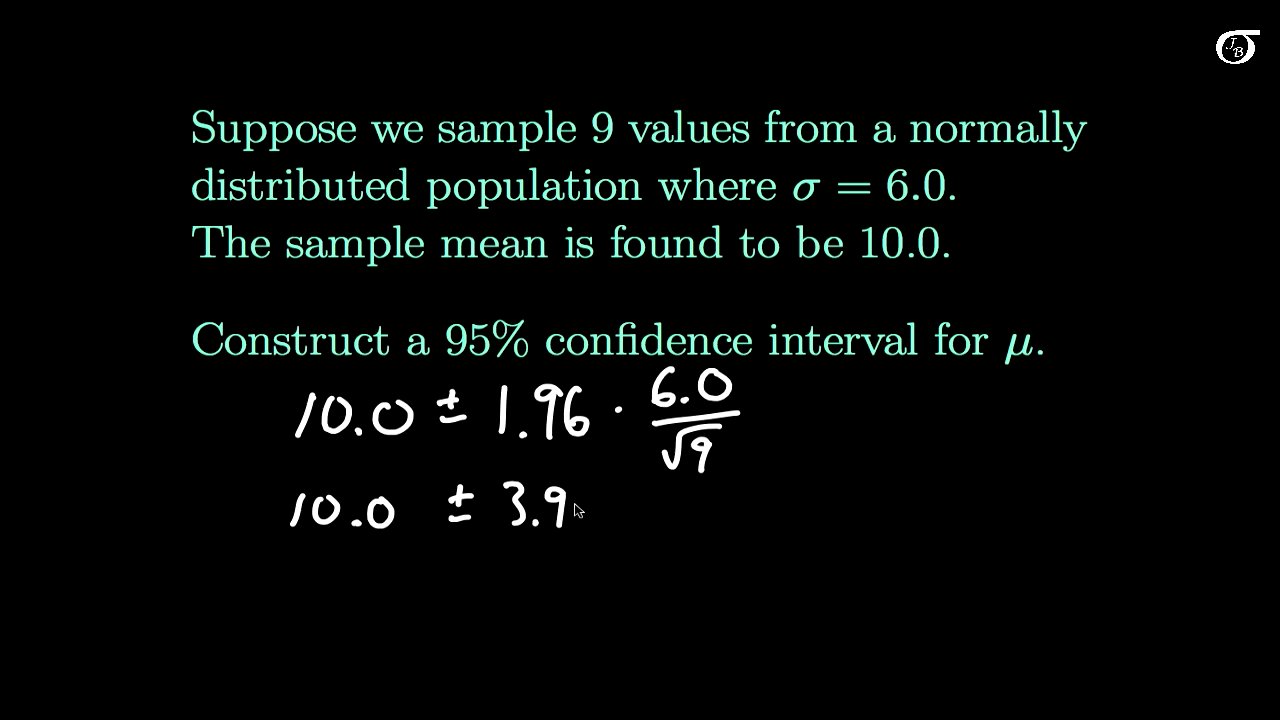 JB
Suppose we sample 9 values from a normally
distributed population where σ = 6.0.
The sample mean is found to be 10.0.
Construct a 95% confidence interval for μ.
10.0 ± 1.96 · 6.0/√9
10.0 ± 3.9